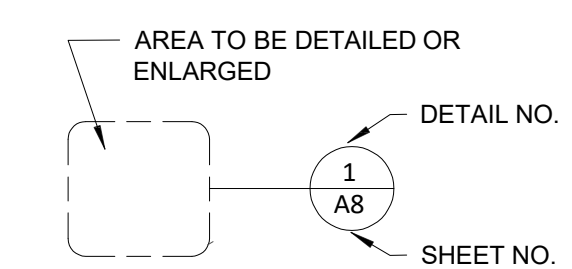 AREA TO BE DETAILED OR
ENLARGED
DETAIL NO.
1
A8
SHEET NO.